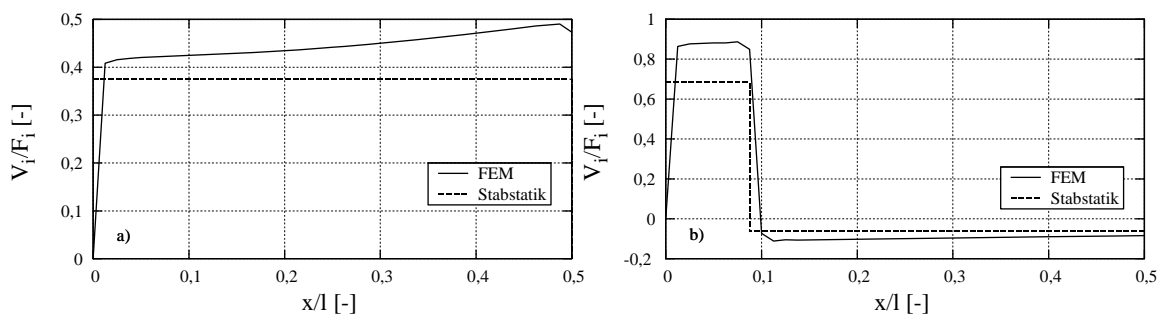 0,5
0,4
0,3
0,2
0,1
0
V_i/F_i [-]
FEM
Stabstatik
a)
0 0,1 0,2 0,3 0,4 0,5
x/l [-]
1
0,8
0,6
0,4
0,2
0
-0,2
V_i/F_i [-]
FEM
Stabstatik
b)
0 0,1 0,2 0,3 0,4 0,5
x/l [-]